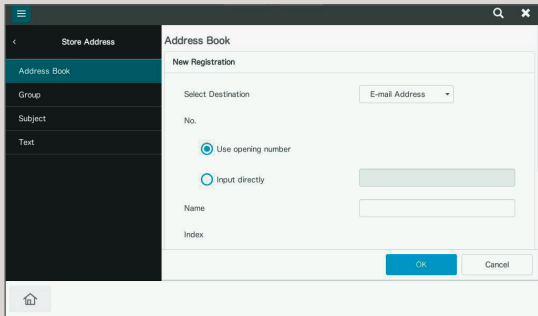 Store Address
Address Book
Group
Subject
Text
Address Book
New Registration
Select Destination
E-mail Address
No.
Use opening number
Input directly
Name
Index
OK
Cancel